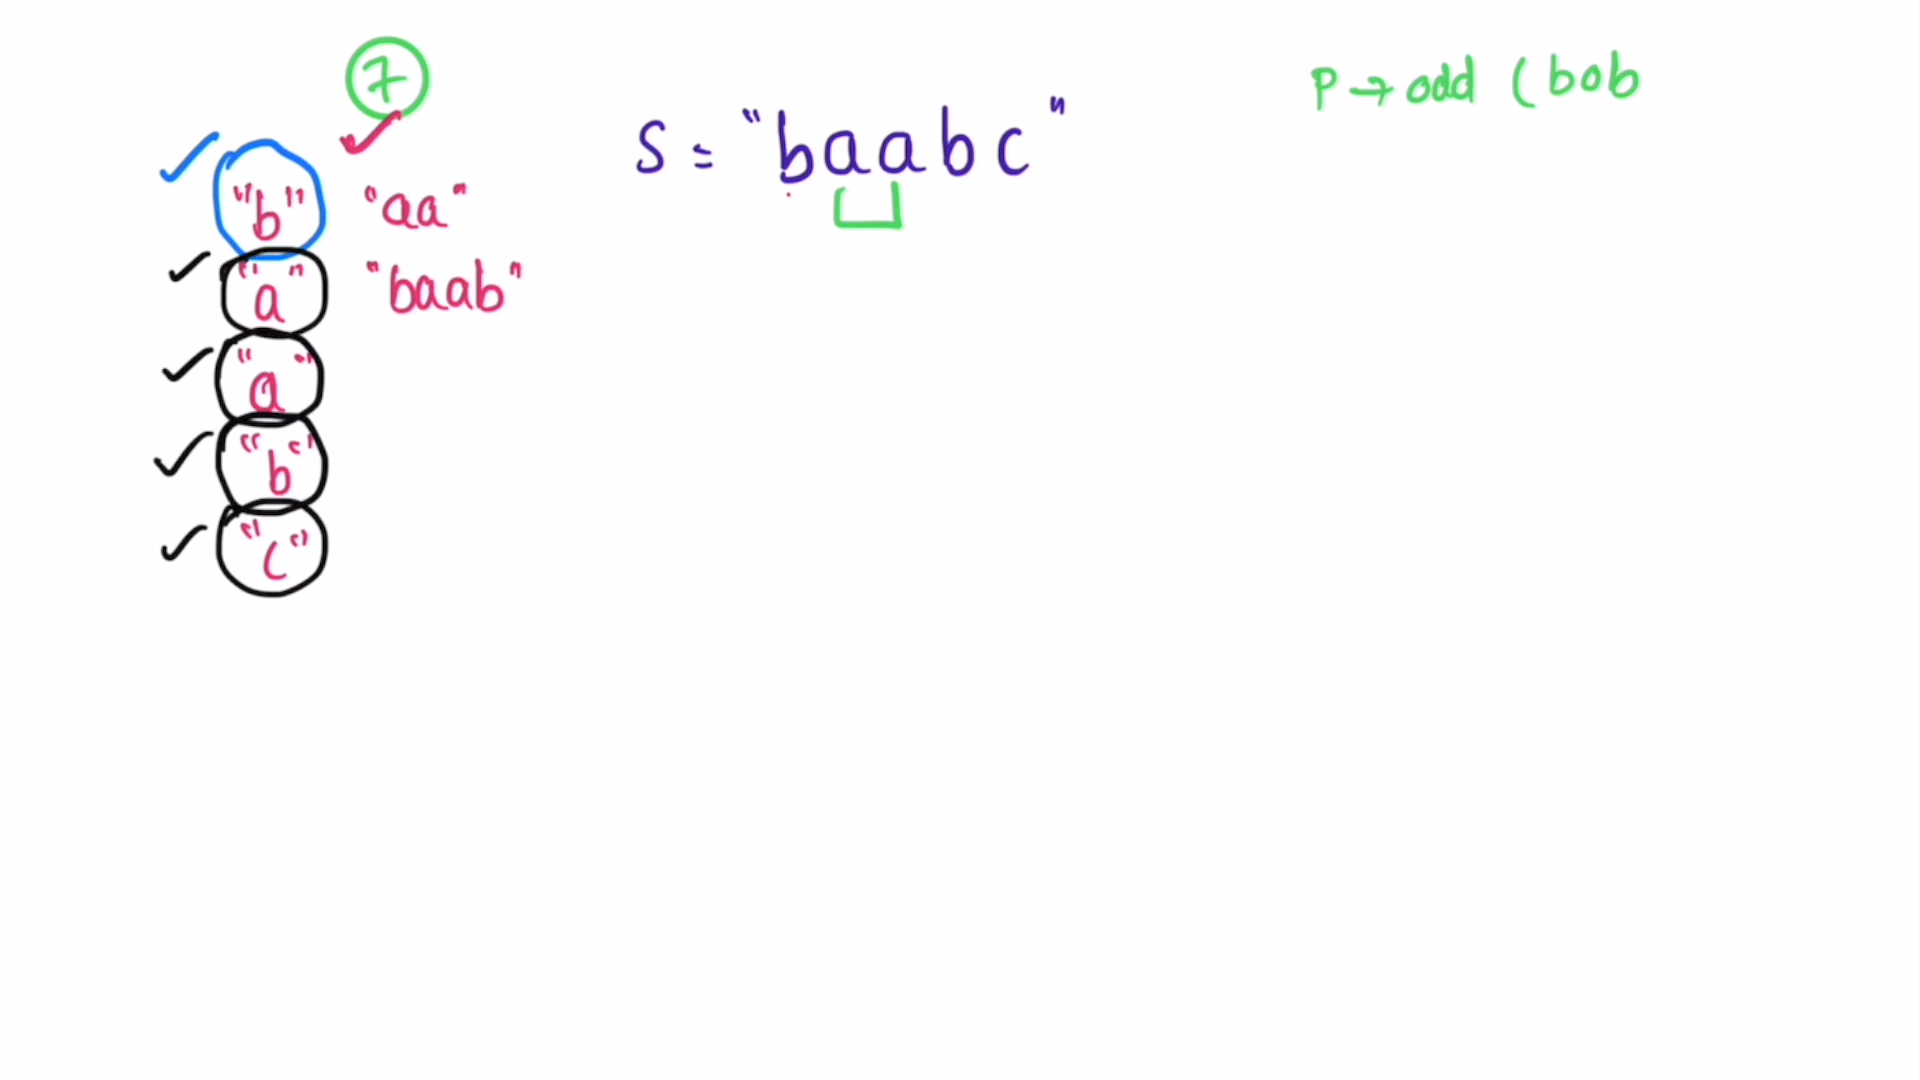 7
S = "baabc"
P → odd (bob
"b" "aa"
"a" "baab"
"a"
"b"
"c"